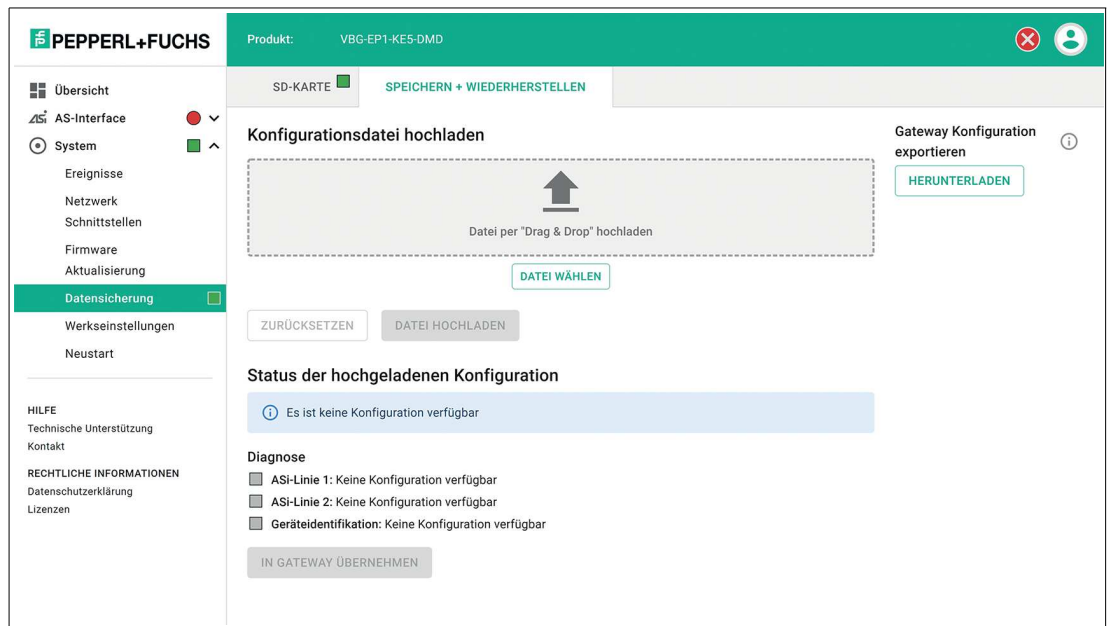 PEPPERL+FUCHS
Produkt: VBG-EP1-KE5-DMD
Übersicht
AS-Interface
System
Ereignisse
Netzwerk
Schnittstellen
Firmware
Aktualisierung
Datensicherung
Werkseinstellungen
Neustart
HILFE
Technische Unterstützung
Kontakt
RECHTLICHE INFORMATIONEN
Datenschutzerklärung
Lizenzen
SD-KARTE
SPEICHERN + WIEDERHERSTELLEN
Konfigurationsdatei hochladen
Datei per "Drag & Drop" hochladen
DATEI WÄHLEN
ZURÜCKSETZEN
DATEI HOCHLADEN
Status der hochgeladenen Konfiguration
Es ist keine Konfiguration verfügbar
Diagnose
ASi-Linie 1: Keine Konfiguration verfügbar
ASi-Linie 2: Keine Konfiguration verfügbar
Geräteidentifikation: Keine Konfiguration verfügbar
IN GATEWAY ÜBERNEHMEN
Gateway Konfiguration
exportieren
HERUNTERLADEN